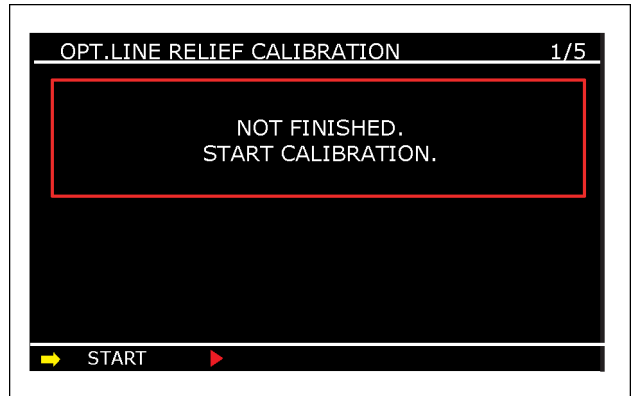 OPT.LINE RELIEF CALIBRATION 1/5
NOT FINISHED.
START CALIBRATION.
START